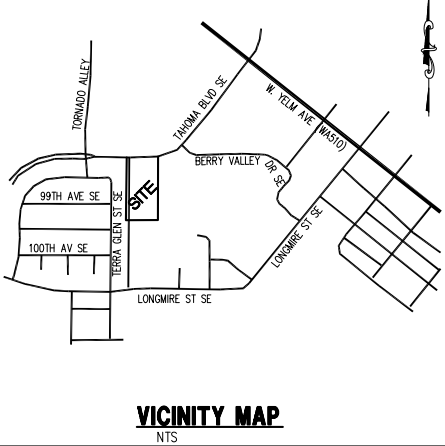 TORNADO ALLEY
TAHOMA BLVD SE
W. YELM AVE (WA510)
BERRY VALLEY DR SE
99TH AVE SE
TERRA GLEN ST SE
SITE
100TH AV SE
LONGMIRE ST SE
LONGMIRE ST SE
VICINITY MAP
NTS